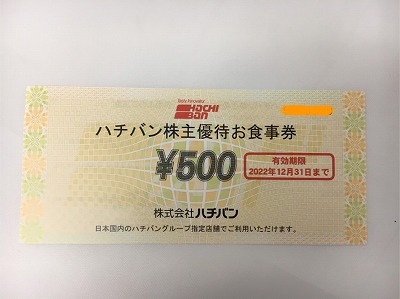 HACHI
BAN
ハチバン株主優待お食事券
¥500
有効期限
2022年12月31日まで
株式会社ハチバン
日本国内のハチバングループ指定店舗でご利用いただけます。